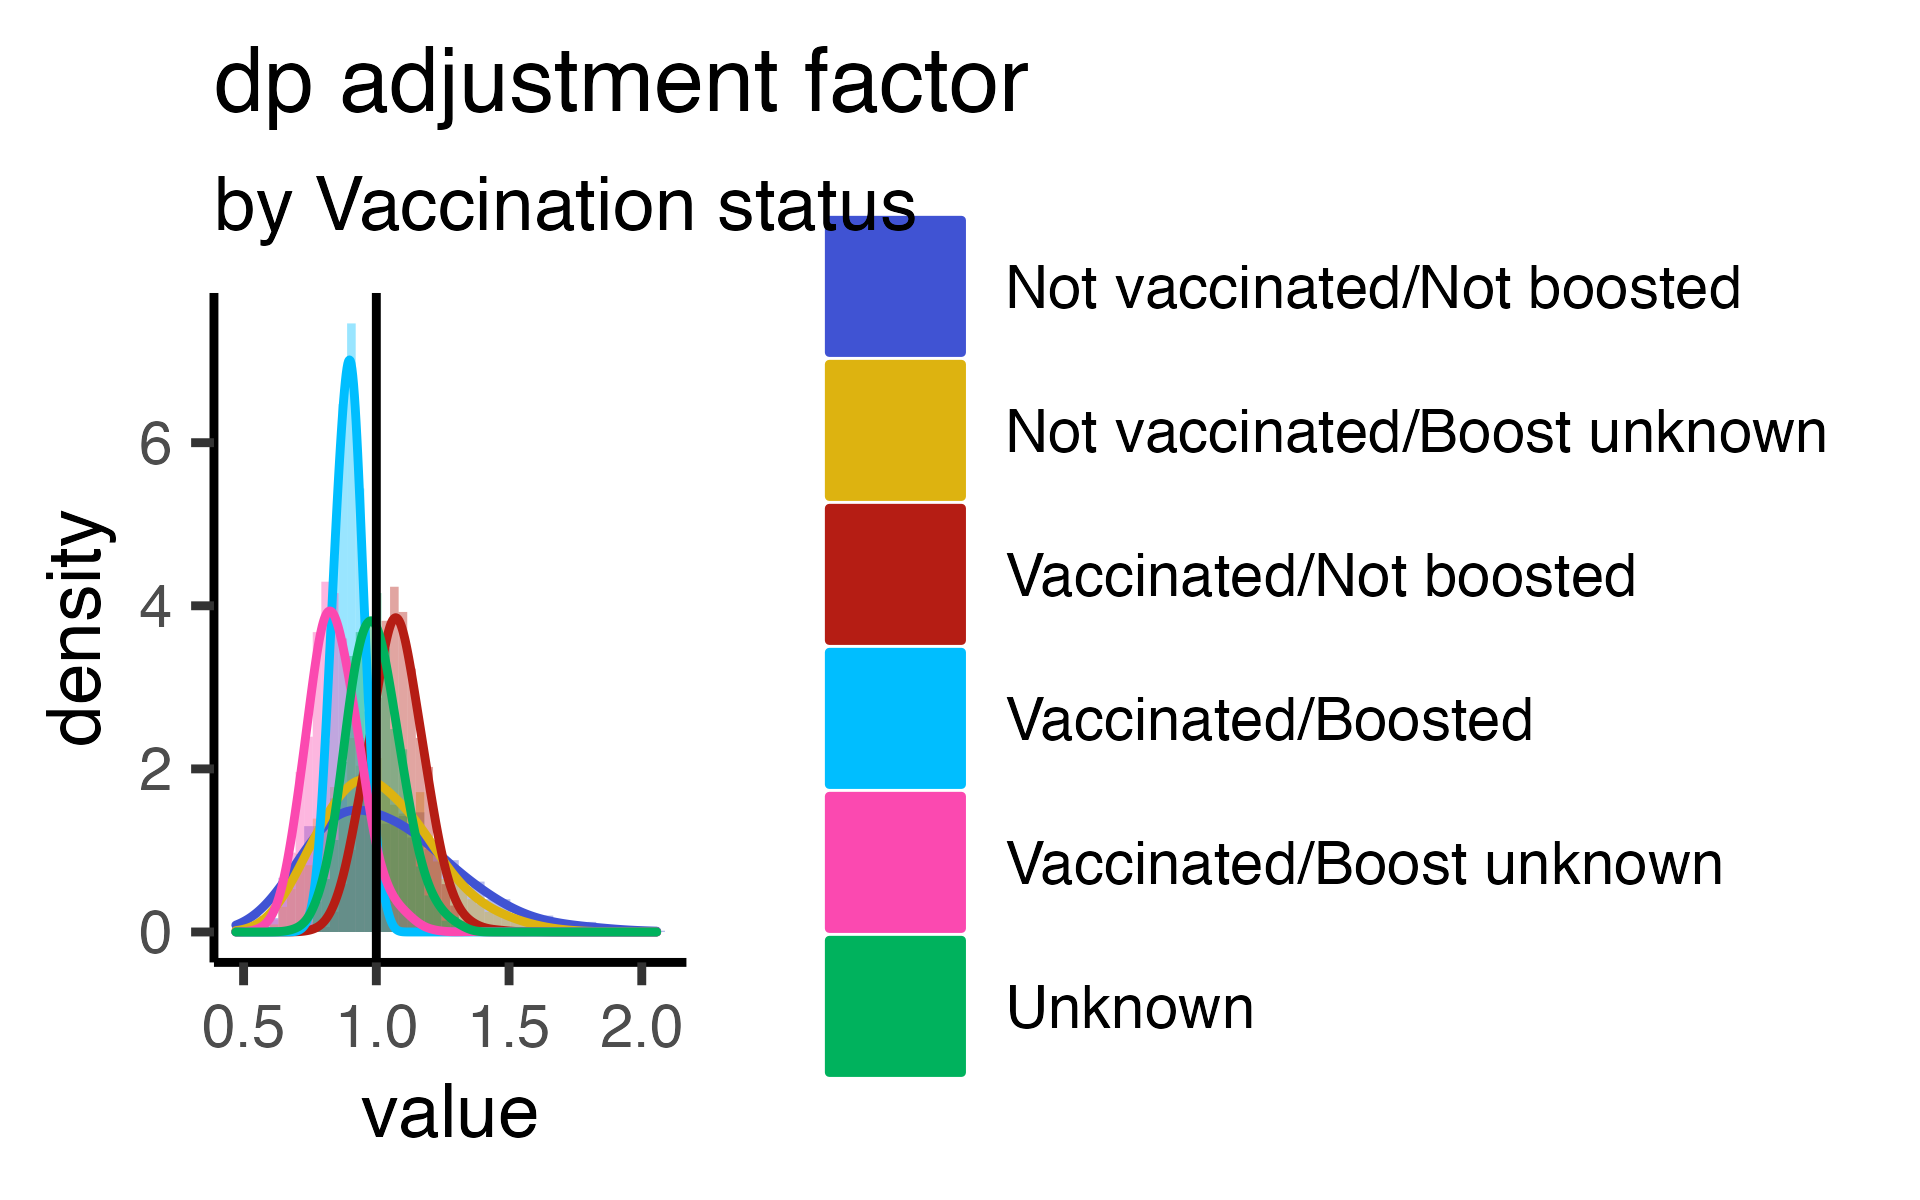 dp adjustment factor
by Vaccination status
density
6
4
2
0
0.5 1.0 1.5 2.0
value
Not vaccinated/Not boosted
Not vaccinated/Boost unknown
Vaccinated/Not boosted
Vaccinated/Boosted
Vaccinated/Boost unknown
Unknown